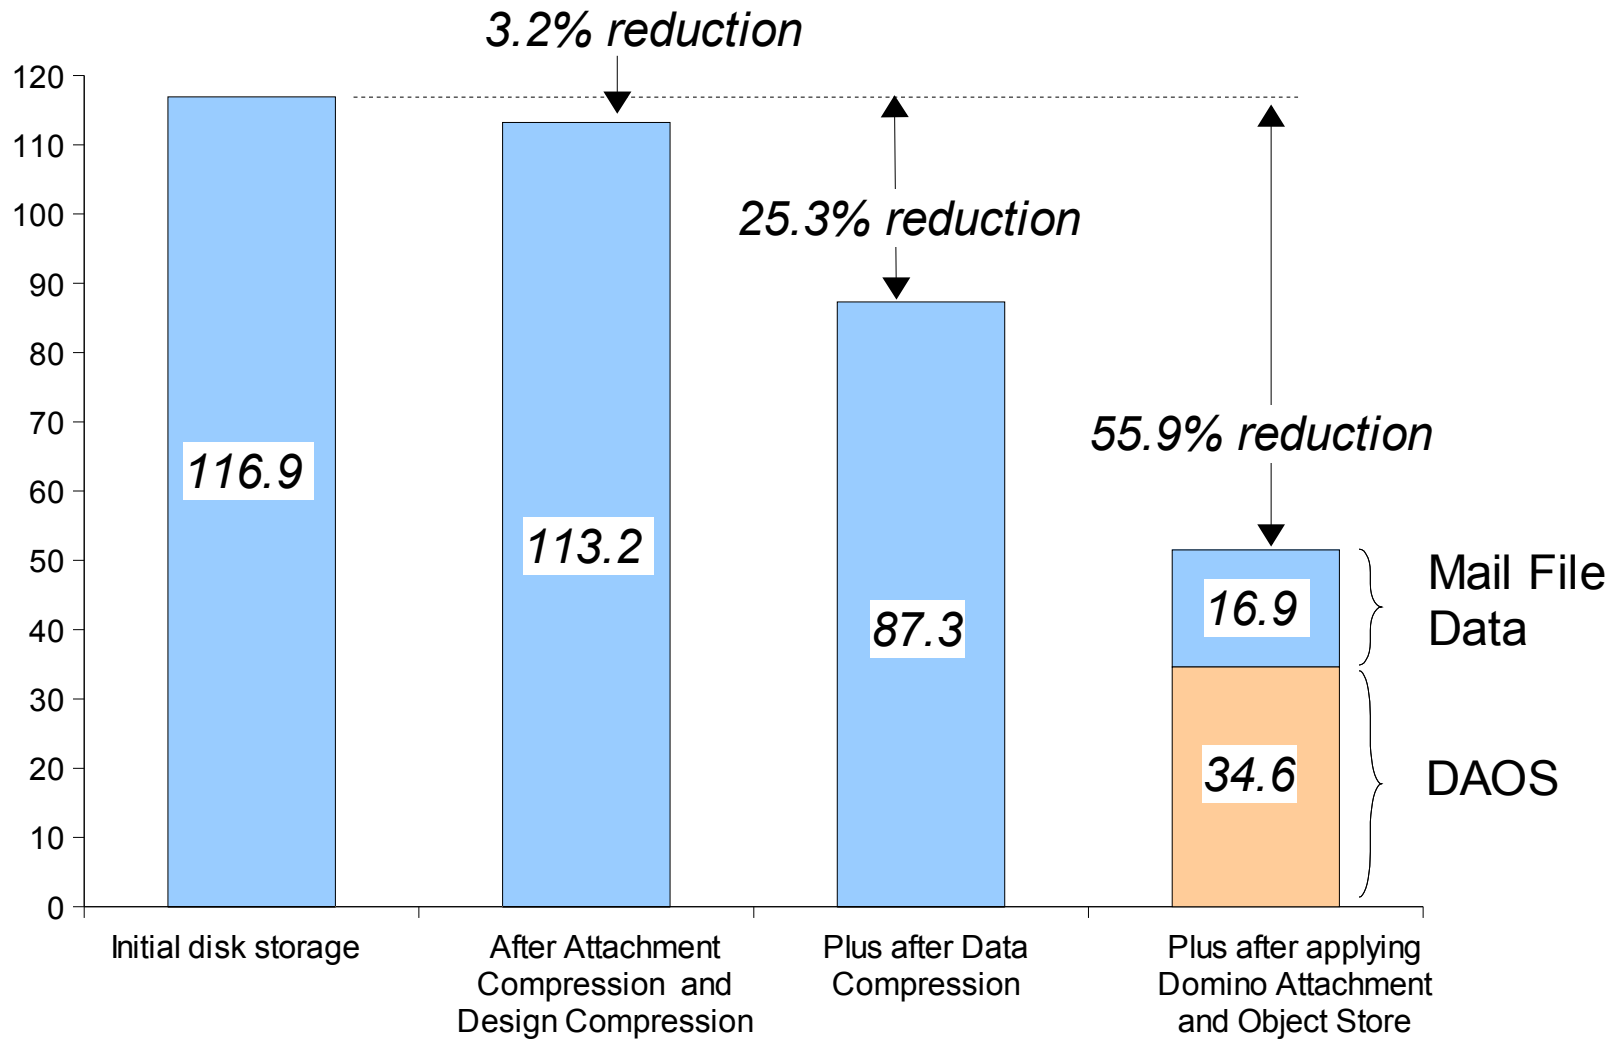 3.2% reduction
120
110
100
90
80
70
60
50
40
30
20
10
0
25.3% reduction
55.9% reduction
116.9
113.2
87.3
16.9
34.6
Mail File
Data
DAOS
Initial disk storage
After Attachment
Compression and
Design Compression
Plus after Data
Compression
Plus after applying
Domino Attachment
and Object Store